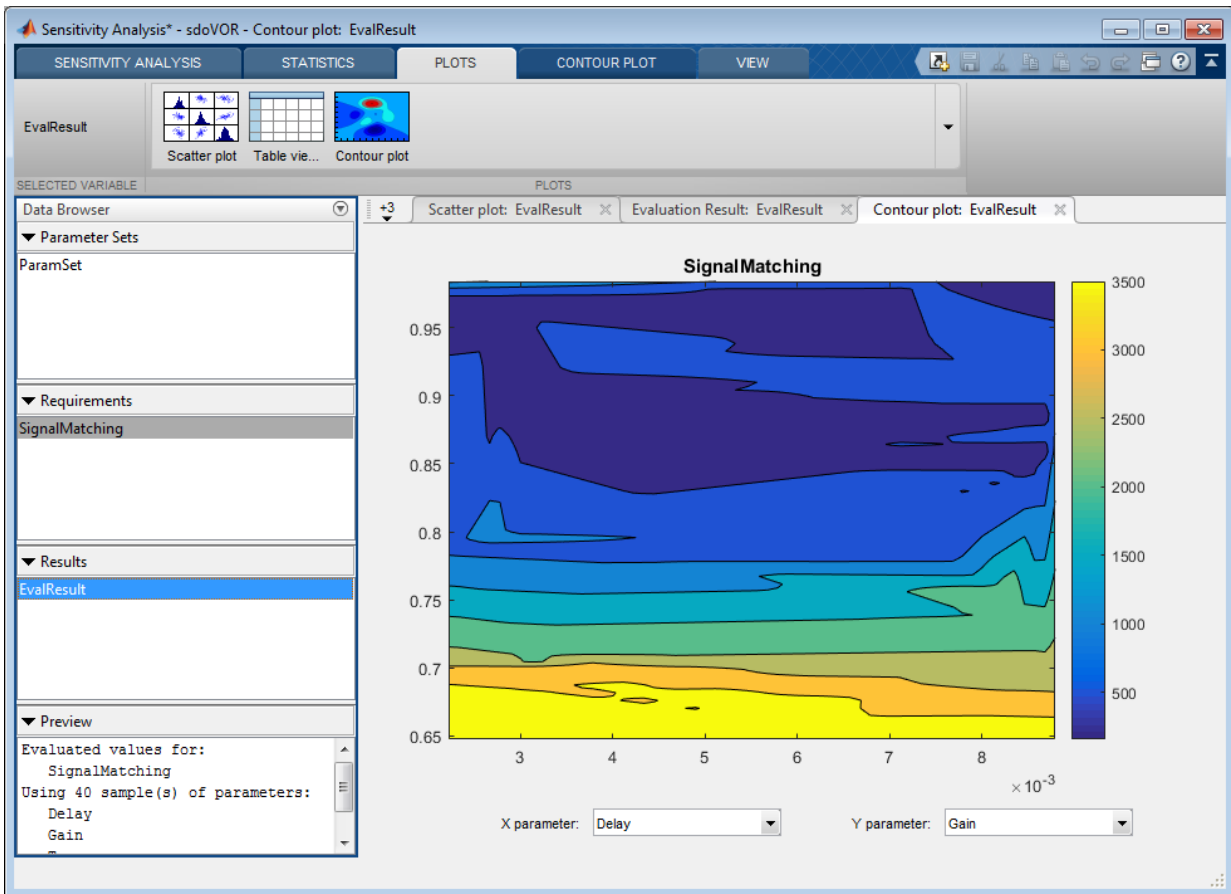 Sensitivity Analysis* - sdoVOR - Contour plot: EvalResult
SENSITIVITY ANALYSIS STATISTICS PLOTS CONTOUR PLOT VIEW
EvalResult
Scatter plot Table vie... Contour plot
SELECTED VARIABLE PLOTS
Data Browser
+3 Scatter plot: EvalResult Evaluation Result: EvalResult Contour plot: EvalResult
Parameter Sets
ParamSet
Requirements
SignalMatching
Results
EvalResult
Preview
Evaluated values for:
SignalMatching
Using 40 sample(s) of parameters:
Delay
Gain
SignalMatching
0.95
0.9
0.85
0.8
0.75
0.7
0.65
3 4 5 6 7 8
× 10-3
3500
3000
2500
2000
1500
1000
500
X parameter: Delay Y parameter: Gain